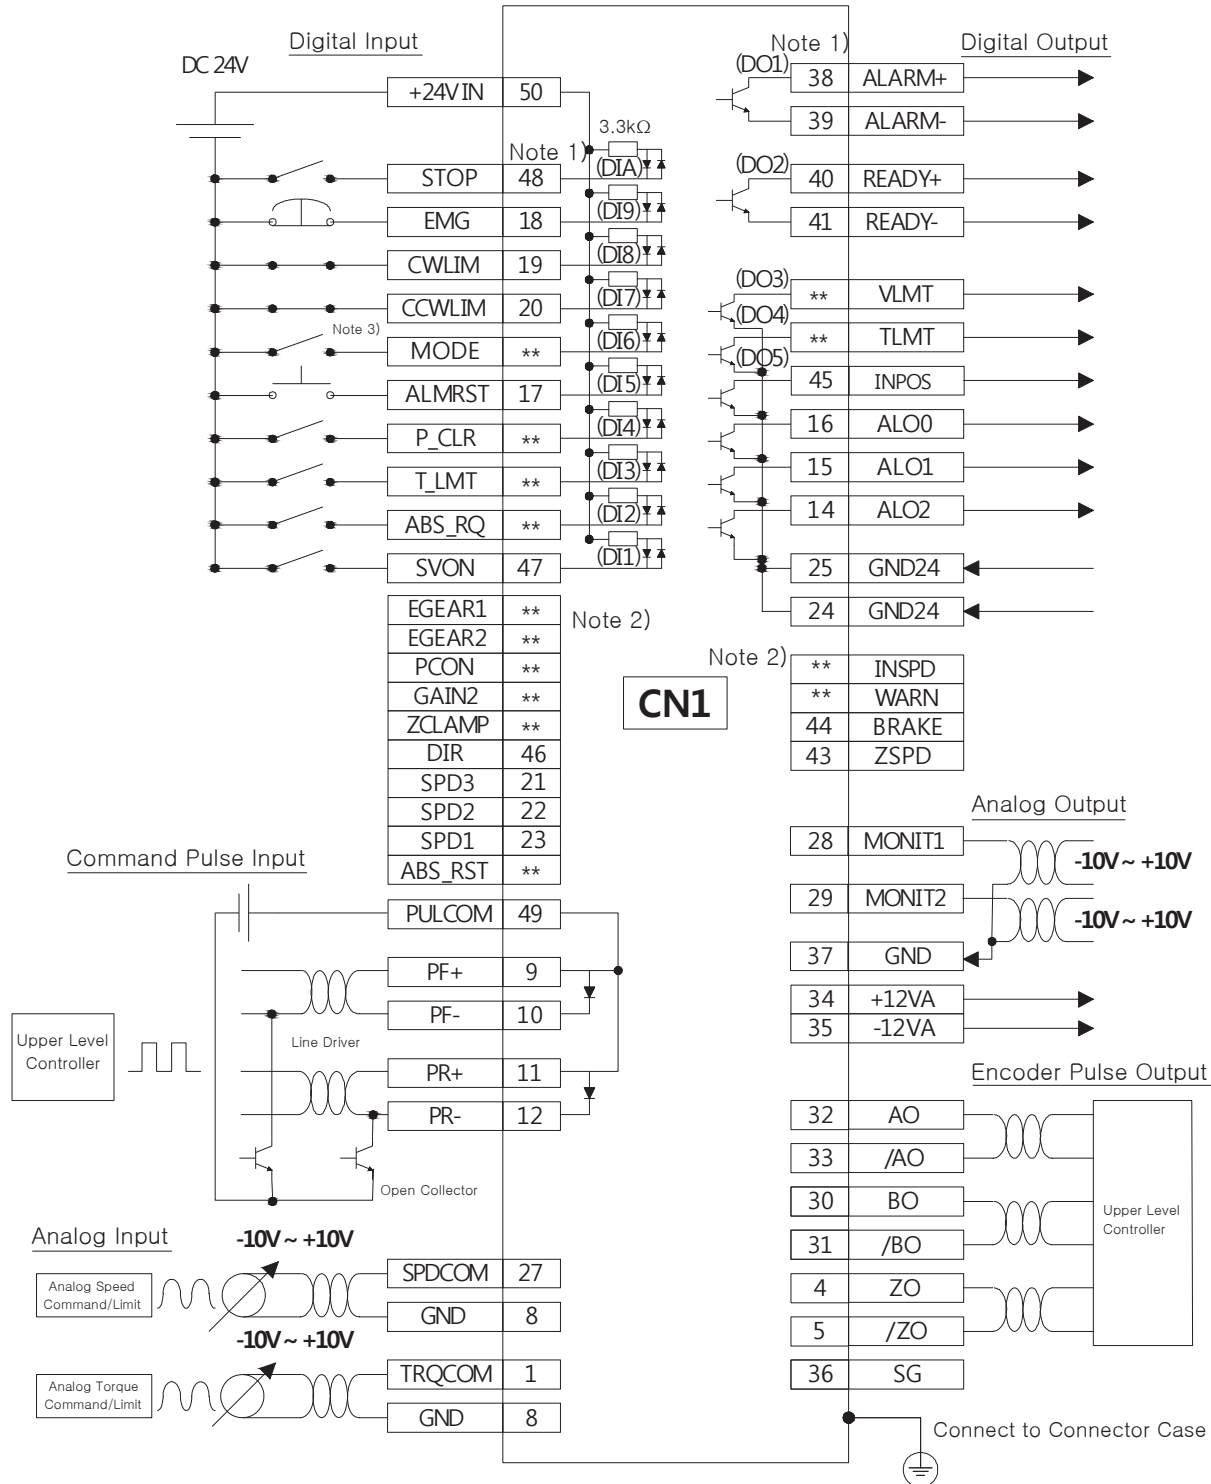 Digital Input
DC 24V
+24VIN 50
3.3kΩ
Note 1)
STOP 48 (DIA)
EMG 18 (DI9)
CWLIM 19 (DI8)
CCWLIM 20 (DI7)
Note 3)
MODE ** (DI6)
ALMRST 17 (DI5)
P_CLR ** (DI4)
T_LMT ** (DI3)
ABS_RQ ** (DI2)
SVON 47 (DI1)
EGEAR1 **
Note 2)
EGEAR2 **
PCON **
GAIN2 **
ZCLAMP **
DIR 46
SPD3 21
SPD2 22
SPD1 23
ABS_RST **
Command Pulse Input
PULCOM 49
PF+ 9
PF- 10
Line Driver
PR+ 11
PR- 12
Upper Level
Controller
Open Collector
Analog Input
-10V ~ +10V
Analog Speed
Command/Limit
SPDCOM 27
GND 8
-10V ~ +10V
Analog Torque
Command/Limit
TRQCOM 1
GND 8
CN1
Note 1)
Digital Output
(DO1) 38 ALARM+
39 ALARM-
(DO2) 40 READY+
41 READY-
(DO3) ** VLMT
(DO4) ** TLMT
(DO5) 45 INPOS
16 ALO0
15 ALO1
14 ALO2
25 GND24
24 GND24
Note 2)
** INSPD
** WARN
44 BRAKE
43 ZSPD
Analog Output
28 MONIT1
-10V ~ +10V
29 MONIT2
-10V ~ +10V
37 GND
34 +12VA
35 -12VA
Encoder Pulse Output
32 AO
33 /AO
30 BO
31 /BO
4 ZO
5 /ZO
36 SG
Upper Level
Controller
Connect to Connector Case